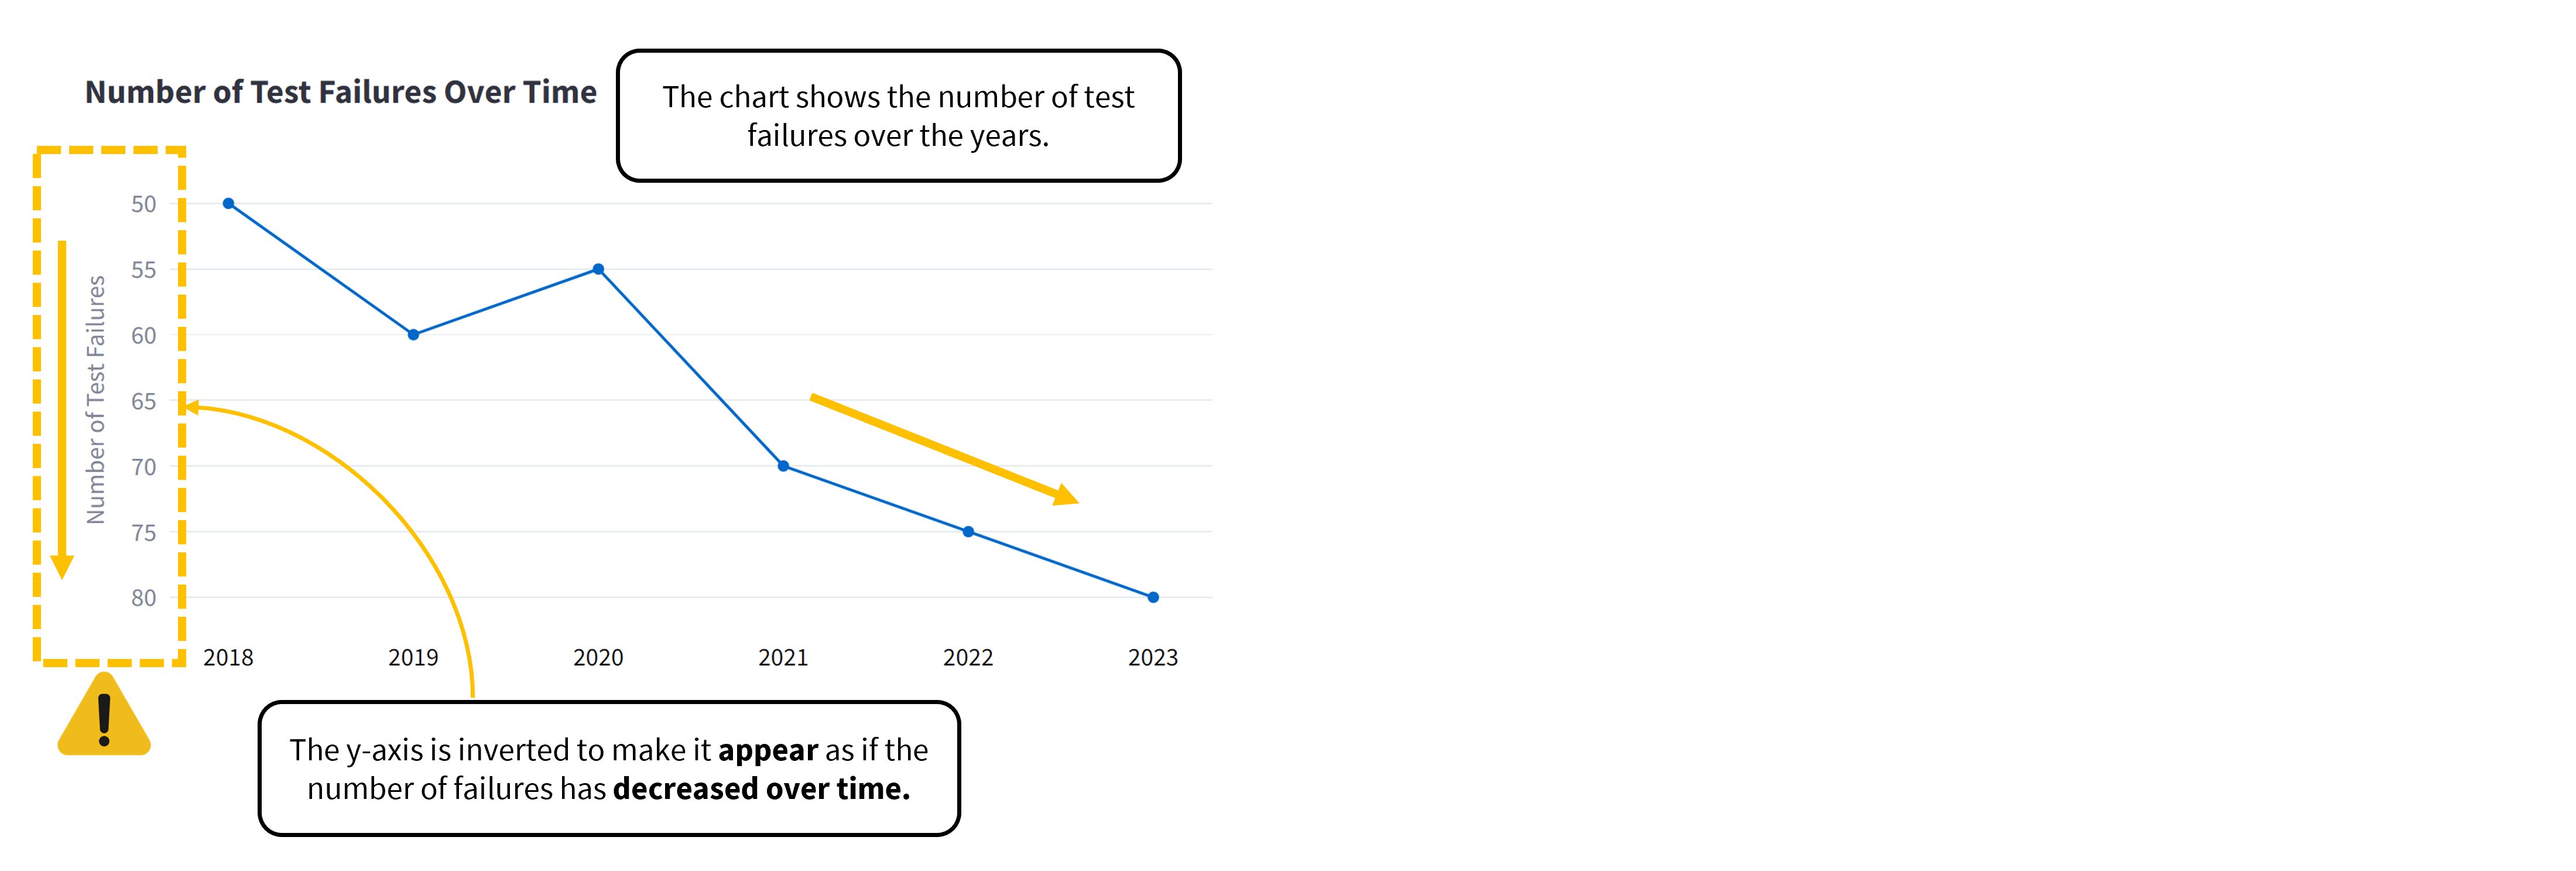 Number of Test Failures Over Time
The chart shows the number of test
failures over the years.
Number of Test Failures
50
55
60
65
70
75
80
2018
2019
2020
2021
2022
2023
The y-axis is inverted to make it appear as if the
number of failures has decreased over time.